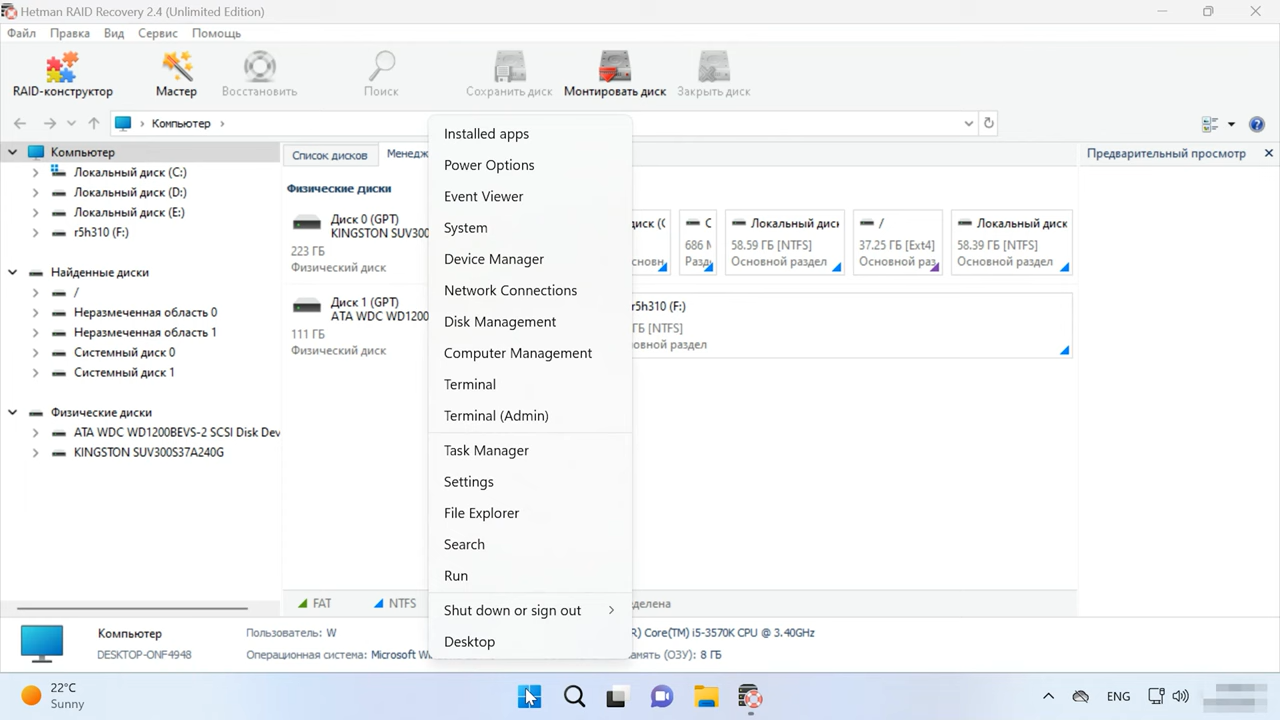 Hetman RAID Recovery 2.4 (Unlimited Edition)
Файл Правка Вид Сервис Помощь
RAID-конструктор Мастер Восстановить Поиск Сохранить диск Монтировать диск Закрыть диск
Компьютер
Компьютер
Локальный диск (C:)
Локальный диск (D:)
Локальный диск (E:)
r5h310 (F:)
Найденные диски
/
Неразмеченная область 0
Неразмеченная область 1
Системный диск 0
Системный диск 1
Физические диски
ATA WDC WD1200BEVS-2 SCSI Disk Dev
KINGSTON SUV300S37A240G
Список дисков Менедж
Физические диски
Диск 0 (GPT)
KINGSTON SUV300
223 ГБ
Физический диск
Диск 1 (GPT)
ATA WDC WD1200
111 ГБ
Физический диск
686
Разд
Локальный диск
58.59 ГБ [NTFS]
Основной раздел
/
37.25 ГБ [Ext4]
Основной раз
Локальный диск
58.39 ГБ [NTFS]
Основной раздел
r5h310 (F:)
ГБ [NTFS]
овной раздел
Предварительный просмотр
Installed apps
Power Options
Event Viewer
System
Device Manager
Network Connections
Disk Management
Computer Management
Terminal
Terminal (Admin)
Task Manager
Settings
File Explorer
Search
Run
Shut down or sign out
Desktop
FAT NTFS делена
Компьютер
DESKTOP-ONF4948
Пользователь: W
Операционная система: Microsoft Wi
R) Core(TM) i5-3570K CPU @ 3.40GHz
амять (ОЗУ): 8 ГБ
22°C
Sunny
ENG